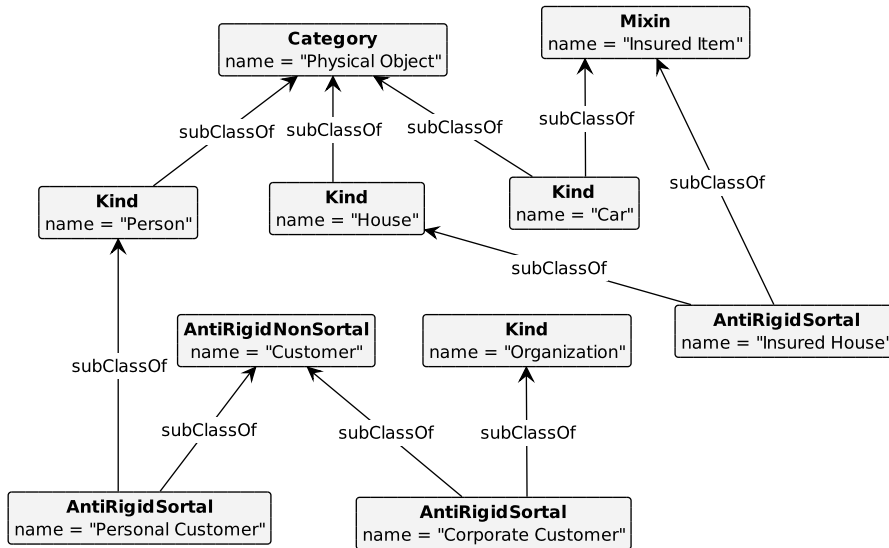 Mixin
name = "Insured Item"
Category
name = "Physical Object"
subClassOf
subClassOf
subClassOf
subClassOf
subClassOf
Kind
name = "Person"
Kind
name = "House"
Kind
name = "Car"
subClassOf
AntiRigidSortal
name = "Insured House"
AntiRigidNonSortal
name = "Customer"
Kind
name = "Organization"
subClassOf
subClassOf
subClassOf
subClassOf
AntiRigidSortal
name = "Personal Customer"
AntiRigidSortal
name = "Corporate Customer"